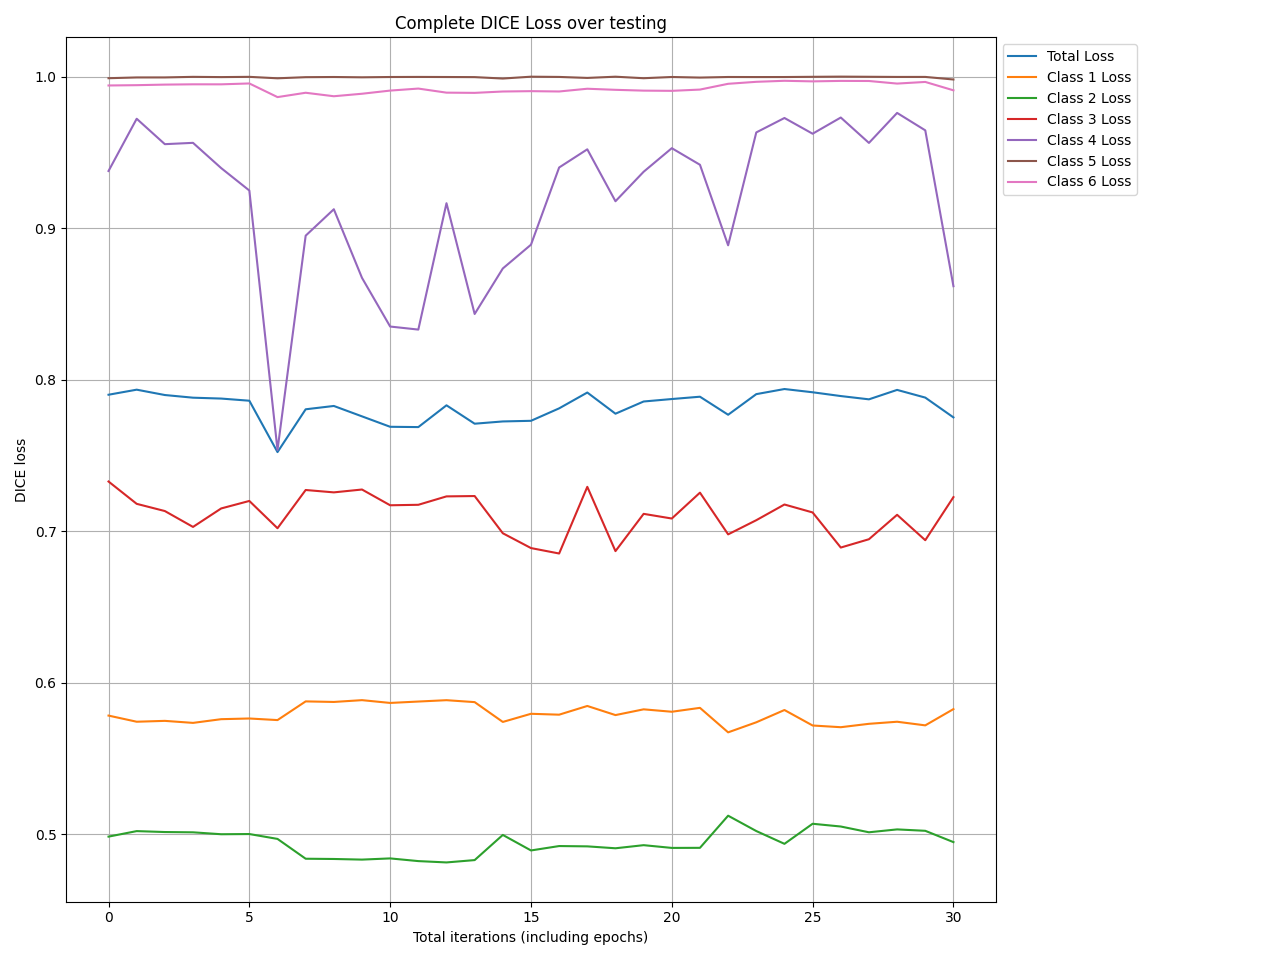 Complete DICE Loss over testing
Total Loss
Class 1 Loss
Class 2 Loss
Class 3 Loss
Class 4 Loss
Class 5 Loss
Class 6 Loss
DICE loss
1.0
0.9
0.8
0.7
0.6
0.5
0
5
10
15
20
25
30
Total iterations (including epochs)